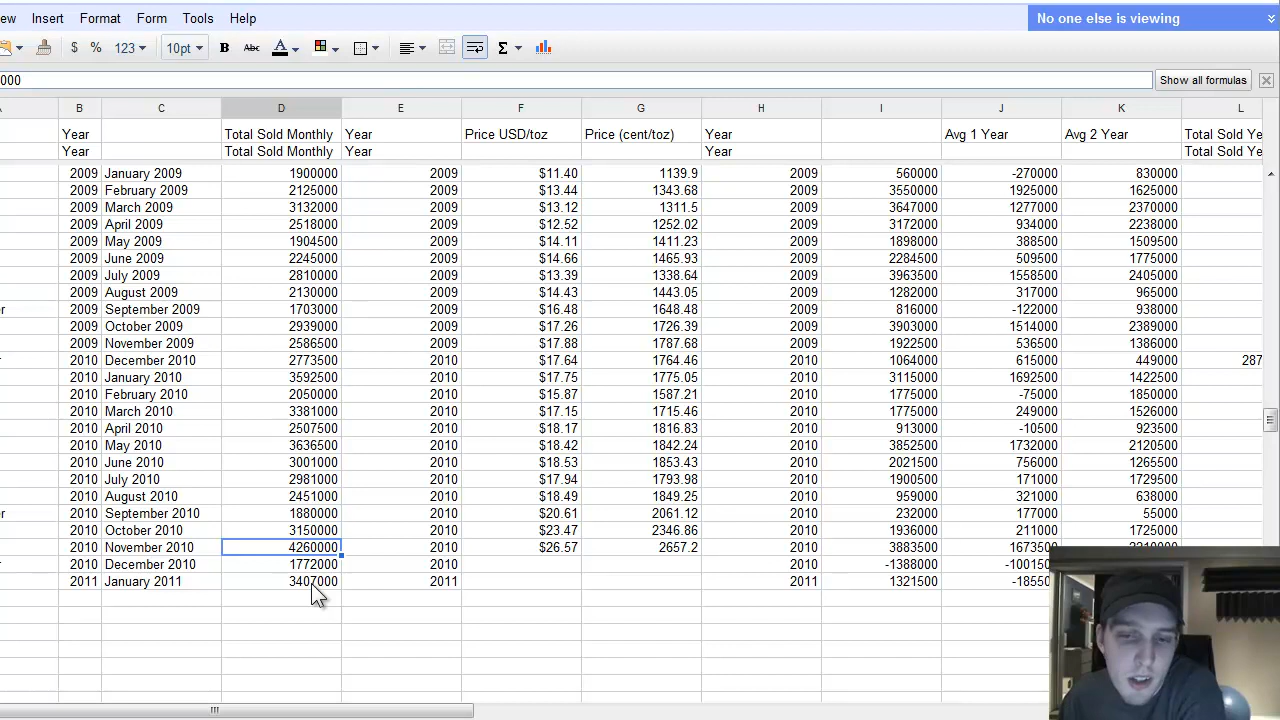 ew Insert Format Form Tools Help
No one else is viewing
$ % 123 10pt B Abc A Σ
000 Show all formulas
B C D E F G H I J K L
Year Total Sold Monthly Year Price USD/toz Price (cent/toz) Year Avg 1 Year Avg 2 Year Total Sold Ye
Year Total Sold Monthly Year Year Total Sold Ye
2009 January 2009 1900000 2009 $11.40 1139.9 2009 560000 -270000 830000
2009 February 2009 2125000 2009 $13.44 1343.68 2009 3550000 1925000 1625000
2009 March 2009 3132000 2009 $13.12 1311.5 2009 3647000 1277000 2370000
2009 April 2009 2518000 2009 $12.52 1252.02 2009 3172000 934000 2238000
2009 May 2009 1904500 2009 $14.11 1411.23 2009 1898000 388500 1509500
2009 June 2009 2245000 2009 $14.66 1465.93 2009 2284500 509500 1775000
2009 July 2009 2810000 2009 $13.39 1338.64 2009 3963500 1558500 2405000
2009 August 2009 2130000 2009 $14.43 1443.05 2009 1282000 317000 965000
er 2009 September 2009 1703000 2009 $16.48 1648.48 2009 816000 -122000 938000
2009 October 2009 2939000 2009 $17.26 1726.39 2009 3903000 1514000 2389000
2009 November 2009 2586500 2009 $17.88 1787.68 2009 1922500 536500 1386000
r 2010 December 2010 2773500 2010 $17.64 1764.46 2010 1064000 615000 449000 287
2010 January 2010 3592500 2010 $17.75 1775.05 2010 3115000 1692500 1422500
2010 February 2010 2050000 2010 $15.87 1587.21 2010 1775000 -75000 1850000
2010 March 2010 3381000 2010 $17.15 1715.46 2010 1775000 249000 1526000
2010 April 2010 2507500 2010 $18.17 1816.83 2010 913000 -10500 923500
2010 May 2010 3636500 2010 $18.42 1842.24 2010 3852500 1732000 2120500
2010 June 2010 3001000 2010 $18.53 1853.43 2010 2021500 756000 1265500
2010 July 2010 2981000 2010 $17.94 1793.98 2010 1900500 171000 1729500
2010 August 2010 2451000 2010 $18.49 1849.25 2010 959000 321000 638000
er 2010 September 2010 1880000 2010 $20.61 2061.12 2010 232000 177000 55000
2010 October 2010 3150000 2010 $23.47 2346.86 2010 1936000 211000 1725000
2010 November 2010 4260000 2010 $26.57 2657.2 2010 3883500 1673500
r 2010 December 2010 1772000 2010 2010 -1388000 -100150
2011 January 2011 3407000 2011 2011 1321500 -18550